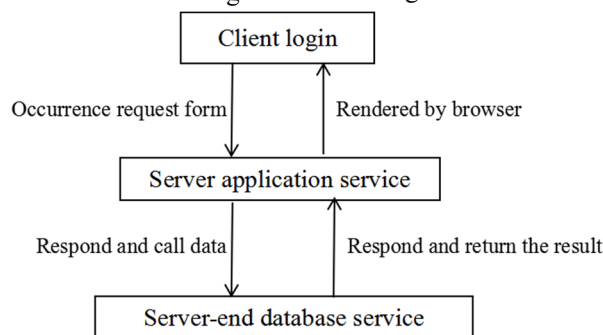 Client login
Occurrence request form
Rendered by browser
Server application service
Respond and call data
Respond and return the result
Server-end database service